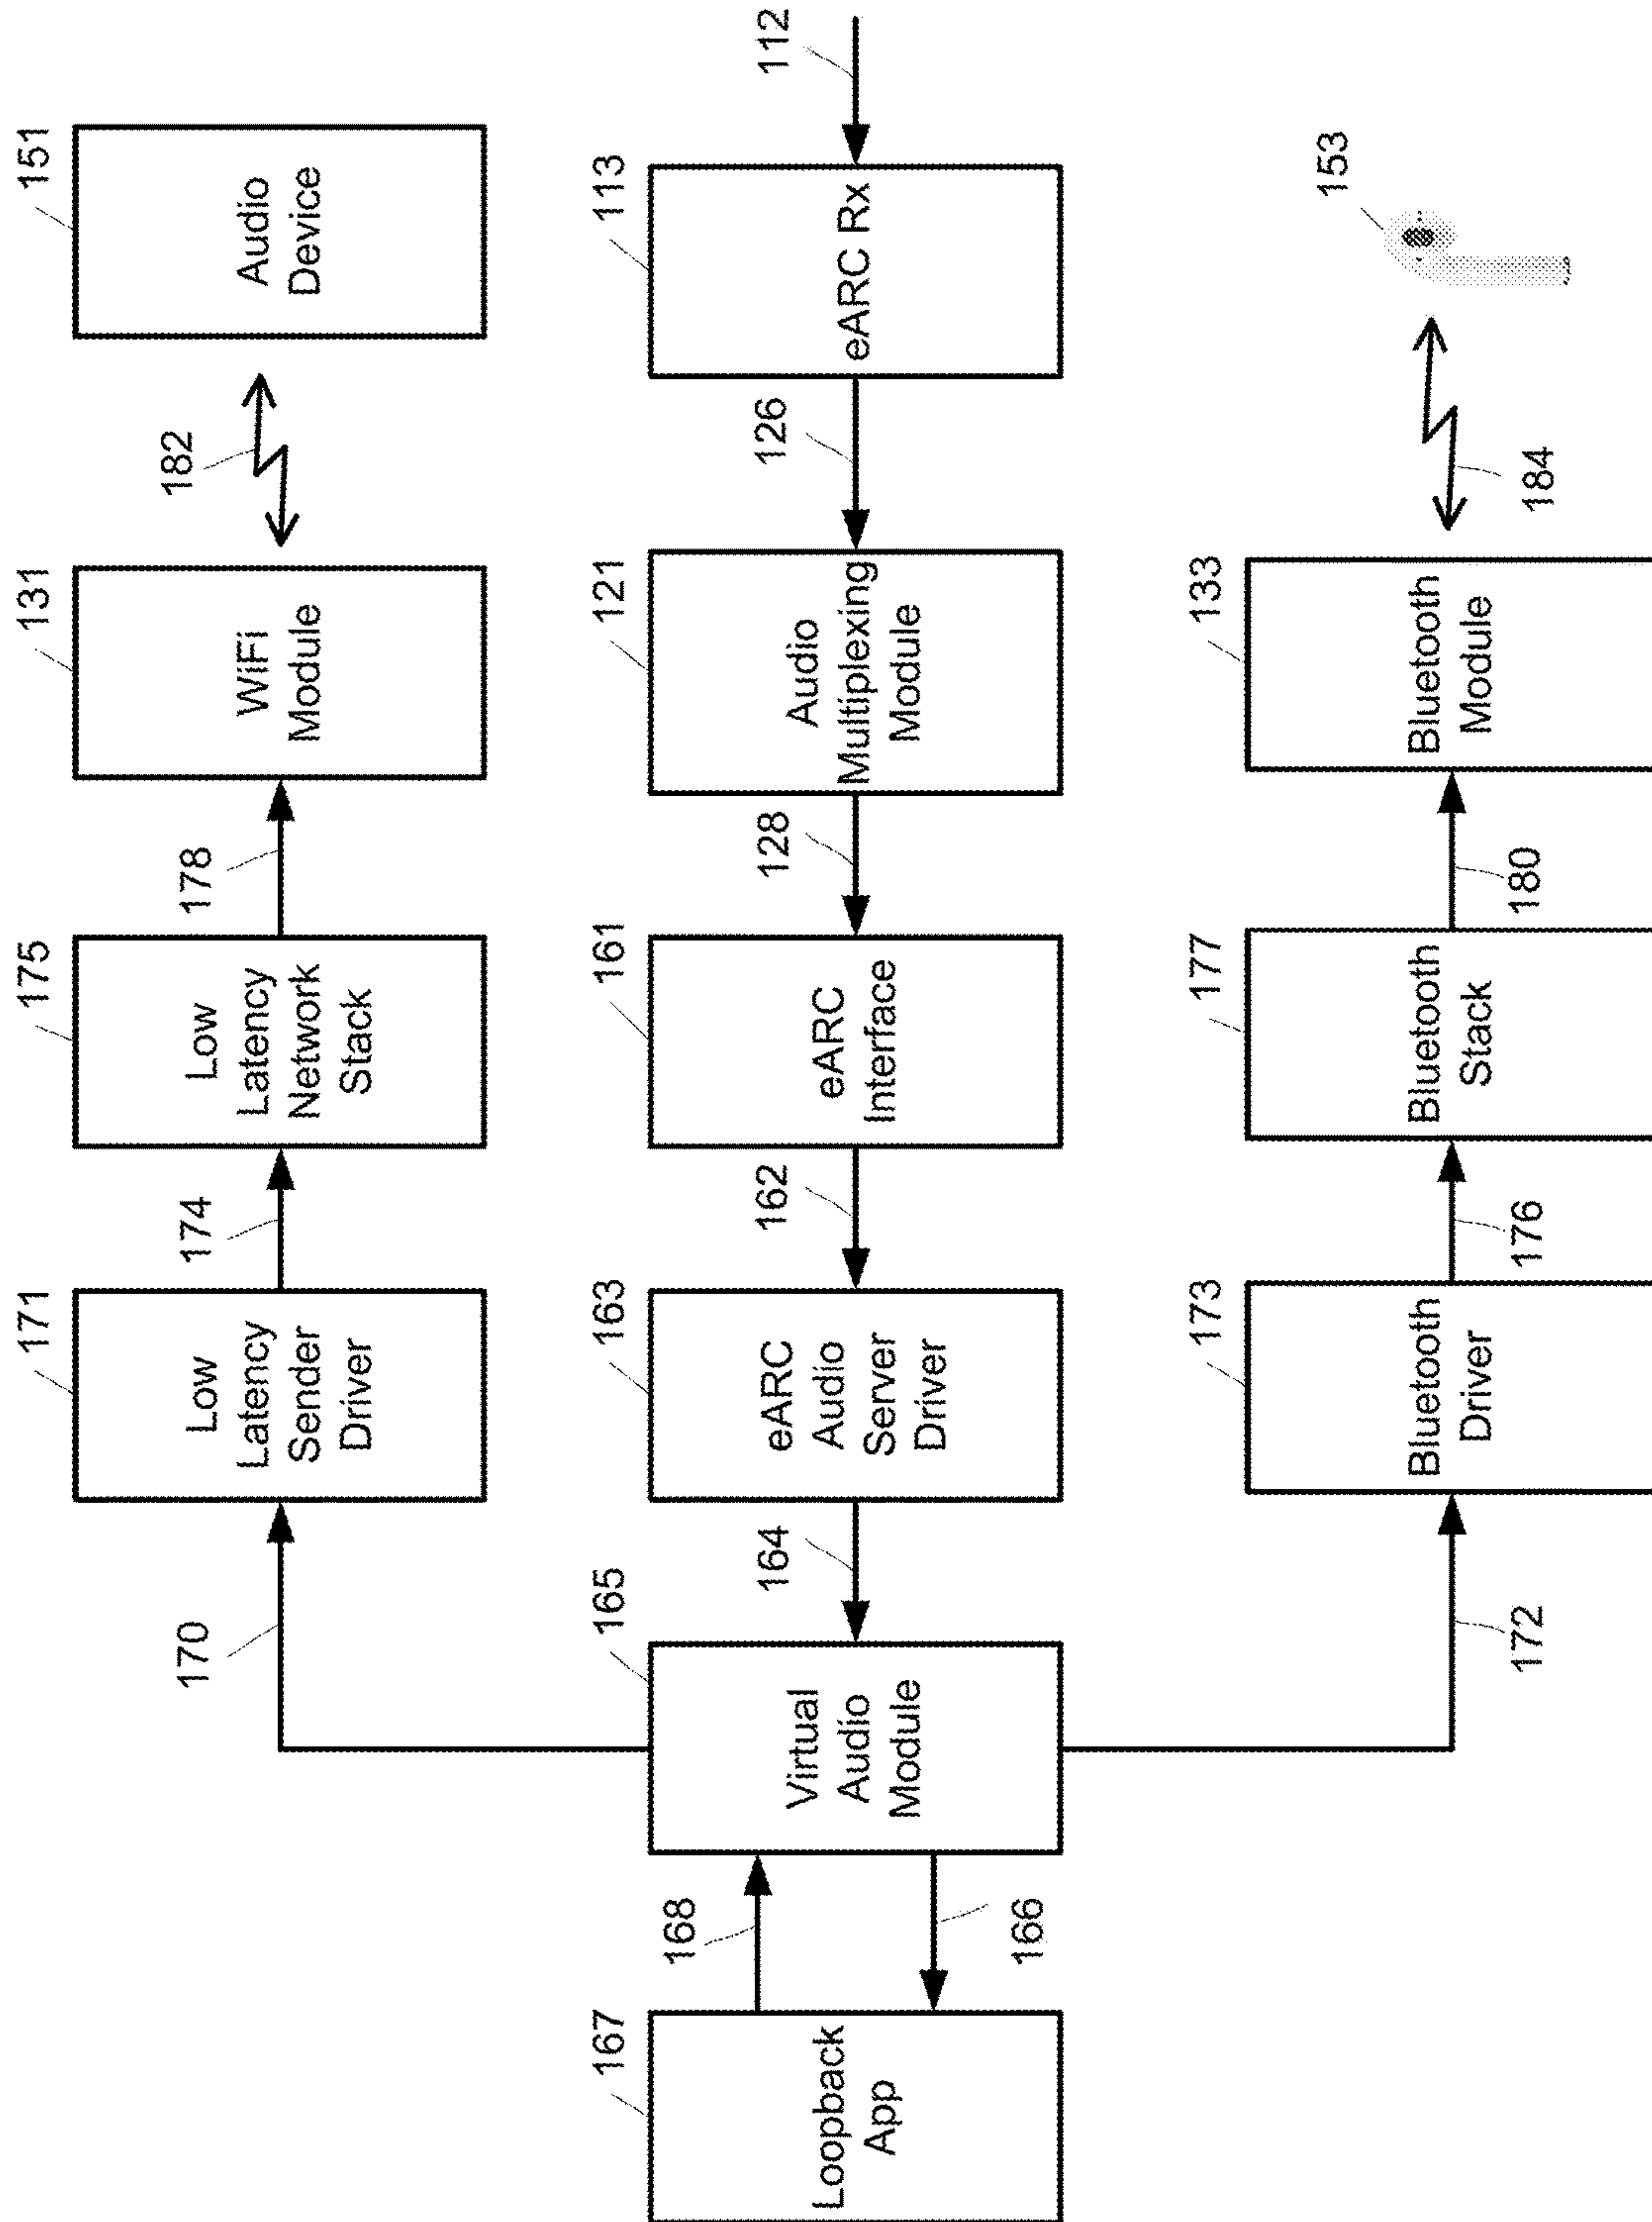 170
171
Low
Latency
Sender
Driver
174
175
Low
Latency
Network
Stack
178
131
WiFi
Module
182
151
Audio
Device
167
Loopback
App
168
166
165
Virtual
Audio
Module
164
163
eARC
Audio
Server
Driver
162
161
eARC
Interface
128
121
Audio
Multiplexing
Module
126
113
eARC Rx
112
172
173
Bluetooth
Driver
176
177
Bluetooth
Stack
180
133
Bluetooth
Module
184
153